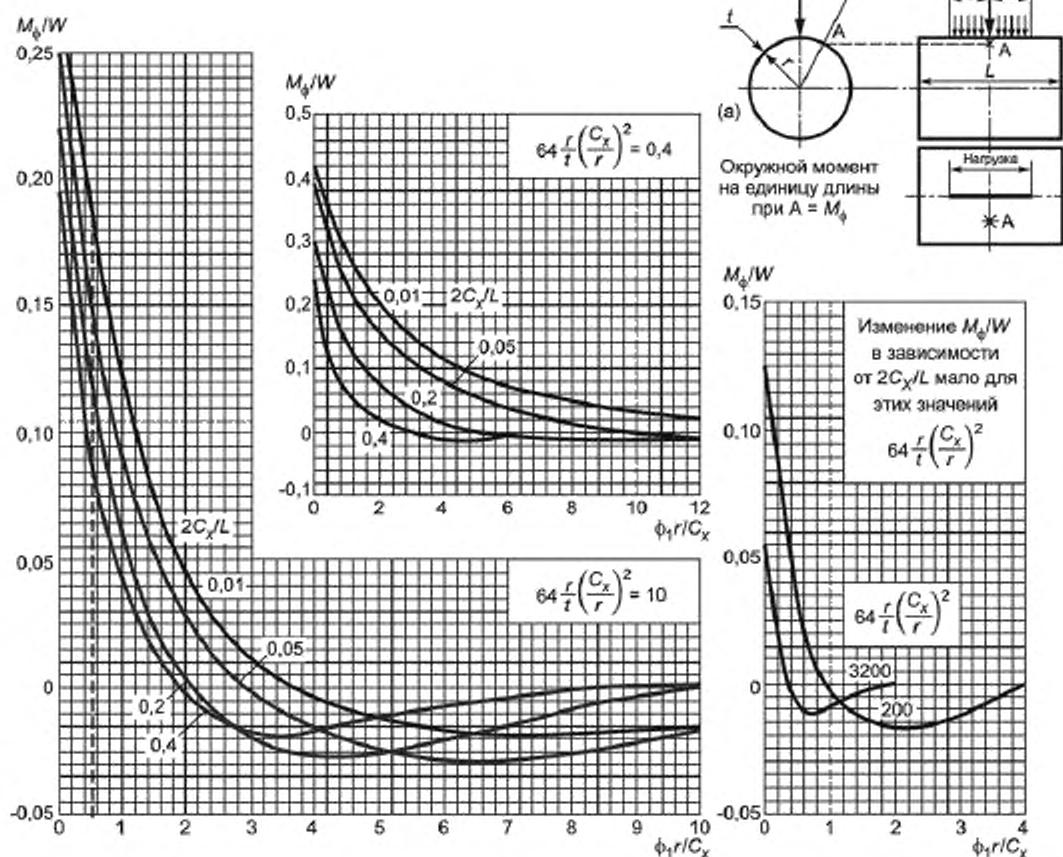 M_ϕ/W
0,25
0,20
0,15
0,10
0,05
0
-0,05
0 1 2 3 4 5 6 7 8 9 10
ϕ₁r/C_x
2C_x/L
0,01
0,05
0,2
0,4
64 r/t (C_x/r)² = 10
M_ϕ/W
0,5
0,4
0,3
0,2
0,1
0
-0,1
0 2 4 6 8 10 12
ϕ₁r/C_x
64 r/t (C_x/r)² = 0,4
0,01 2C_x/L
0,05
0,2
0,4
t
r
A
A
L
(a)
Окружной момент
на единицу длины
при A = M_ϕ
Нагрузка
A
M_ϕ/W
0,15
0,10
0,05
0
-0,05
0 1 2 3 4
ϕ₁r/C_x
Изменение M_ϕ/W
в зависимости
от 2C_x/L мало для
этих значений
64 r/t (C_x/r)²
64 r/t (C_x/r)²
3200
200